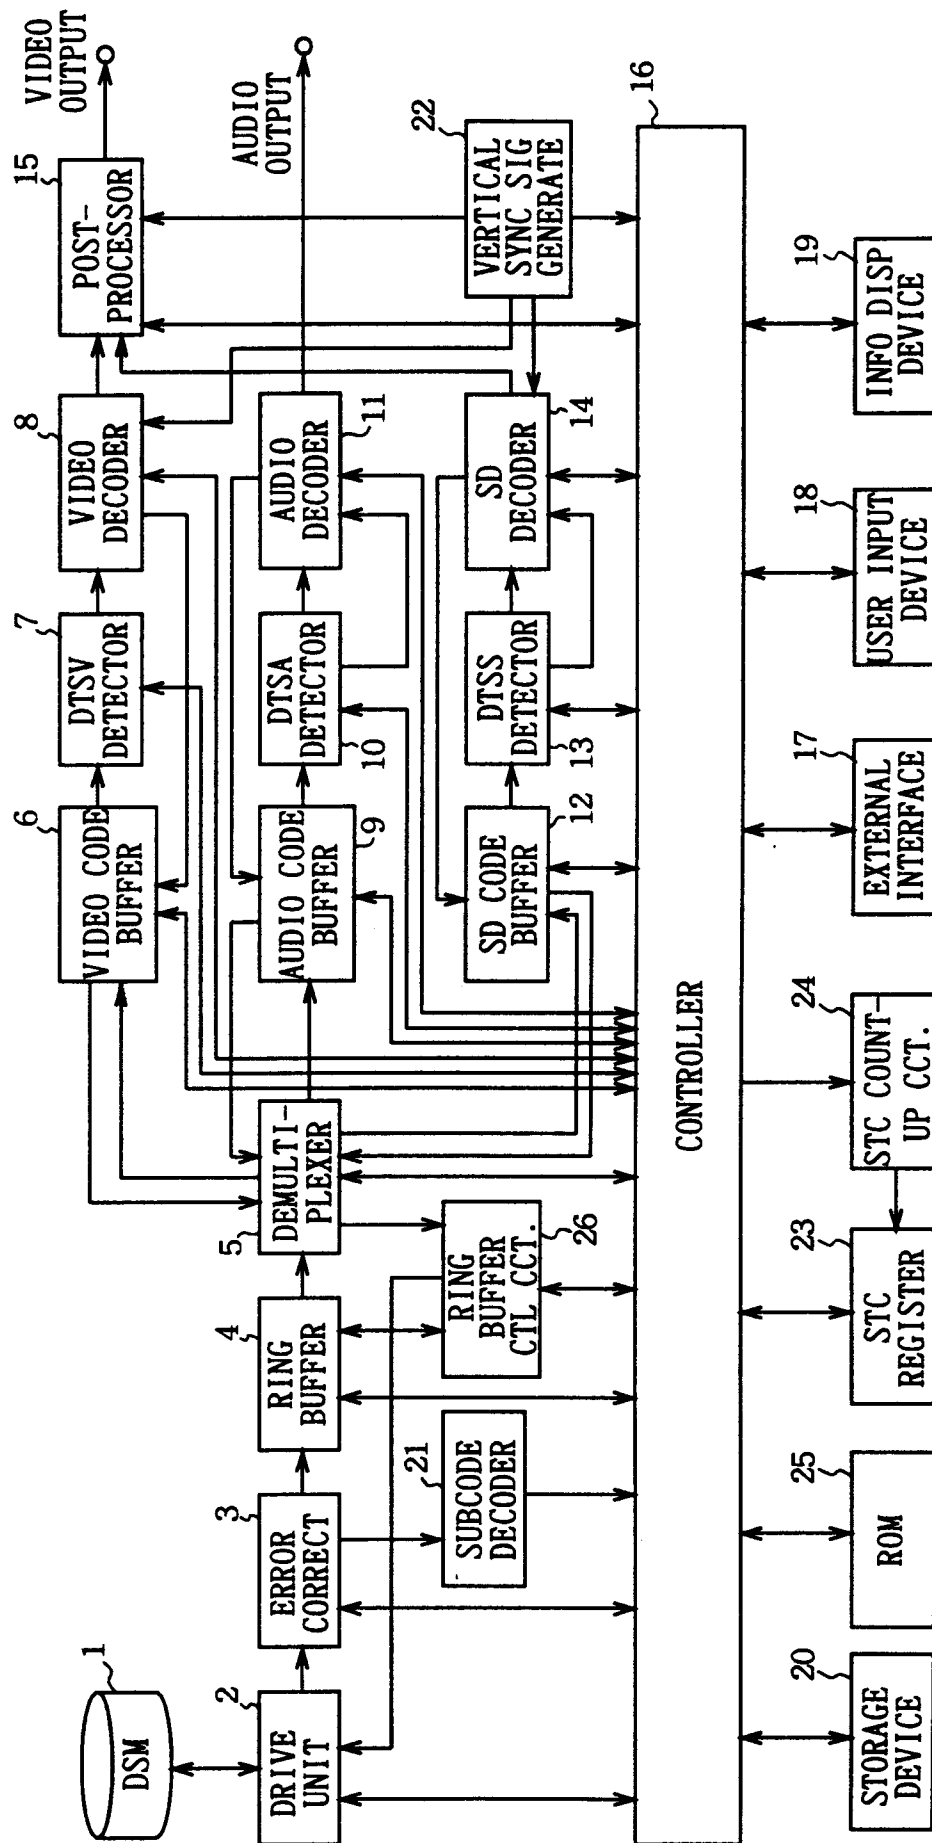 1
DSM
2
DRIVE
UNIT
3
ERROR
CORRECT
4
RING
BUFFER
5
DEMULTI-
PLEXER
6
VIDEO CODE
BUFFER
7
DTSV
DETECTOR
8
VIDEO
DECODER
15
POST-
PROCESSOR
VIDEO
OUTPUT
9
AUDIO CODE
BUFFER
10
DTSA
DETECTOR
11
AUDIO
DECODER
AUDIO
OUTPUT
21
SUBCODE
DECODER
26
RING
BUFFER
CTL CCT.
12
SD CODE
BUFFER
13
DTSS
DETECTOR
14
SD
DECODER
22
VERTICAL
SYNC SIG
GENERATE
16
CONTROLLER
20
STORAGE
DEVICE
25
ROM
23
STC
REGISTER
24
STC COUNT-
UP CCT.
17
EXTERNAL
INTERFACE
18
USER INPUT
DEVICE
19
INFO DISP
DEVICE